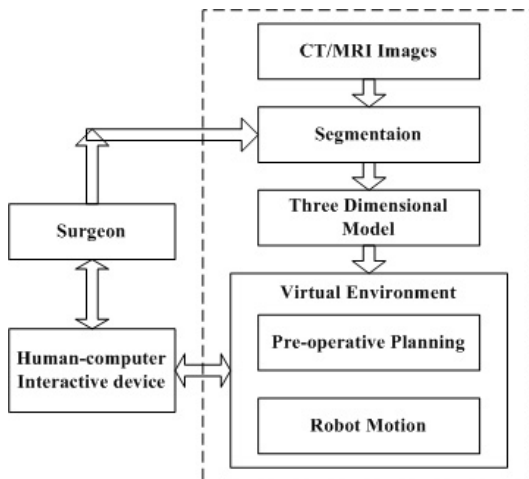 CT/MRI Images
Segmentaion
Three Dimensional
Model
Surgeon
Virtual Environment
Pre-operative Planning
Human-computer
Interactive device
Robot Motion